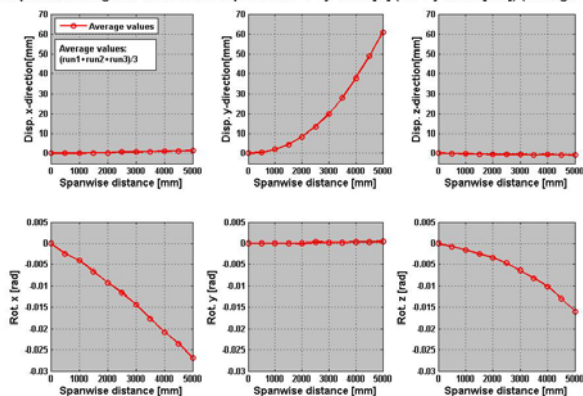 Average values
Average values:
(run1+run2+run3)/3
Disp. x-direction[mm]
70
60
50
40
30
20
10
0
0 1000 2000 3000 4000 5000
Spanwise distance [mm]
Disp. y-direction[mm]
70
60
50
40
30
20
10
0
0 1000 2000 3000 4000 5000
Spanwise distance [mm]
Disp. z-direction[mm]
70
60
50
40
30
20
10
0
0 1000 2000 3000 4000 5000
Spanwise distance [mm]
Rot. x [rad]
0.005
0
-0.005
-0.01
-0.015
-0.02
-0.025
-0.03
0 1000 2000 3000 4000 5000
Spanwise distance [mm]
Rot. y [rad]
0.005
0
-0.005
-0.01
-0.015
-0.02
-0.025
-0.03
0 1000 2000 3000 4000 5000
Spanwise distance [mm]
Rot. z [rad]
0.005
0
-0.005
-0.01
-0.015
-0.02
-0.025
-0.03
0 1000 2000 3000 4000 5000
Spanwise distance [mm]